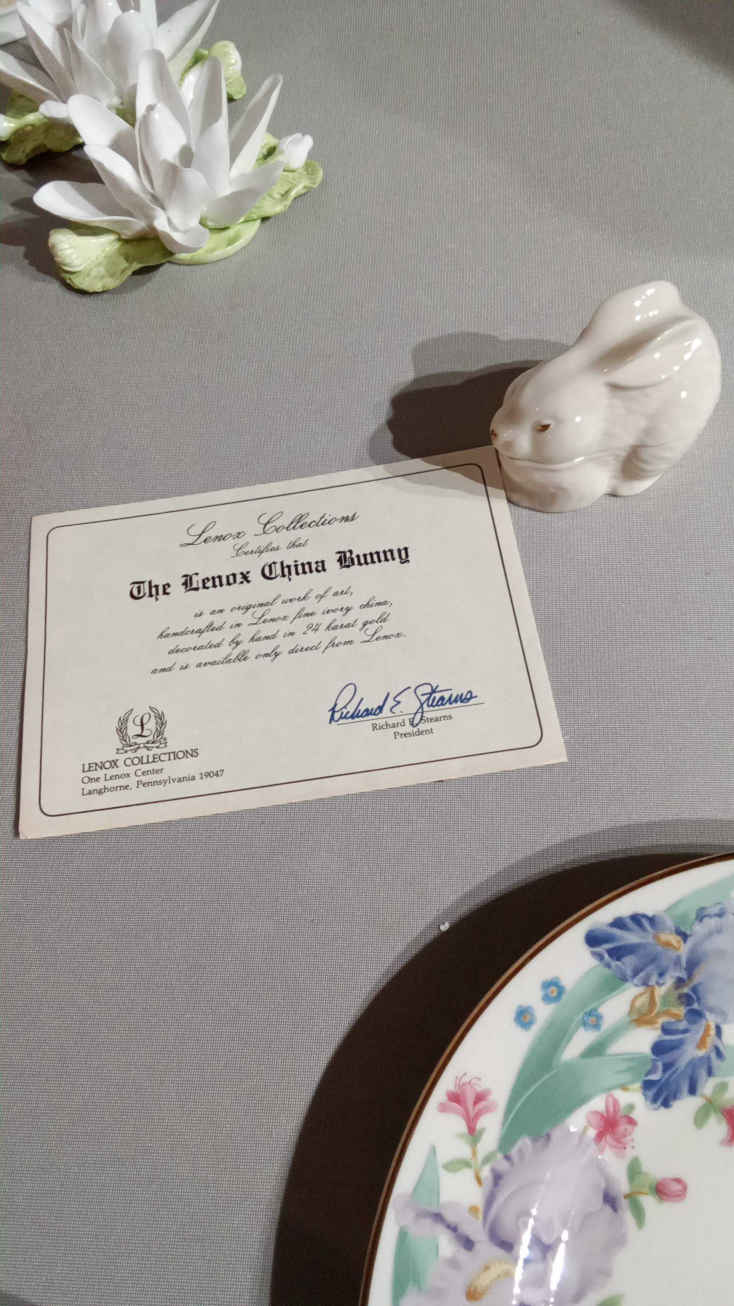 Lenox Collections
Certifies that
The Lenox China Bunny
is an original work of art,
handcrafted in Lenox fine ivory china,
decorated by hand in 24 karat gold
and is available only direct from Lenox.
Richard E. Stearns
Richard E. Stearns
President
L
LENOX COLLECTIONS
One Lenox Center
Langhorne, Pennsylvania 19047